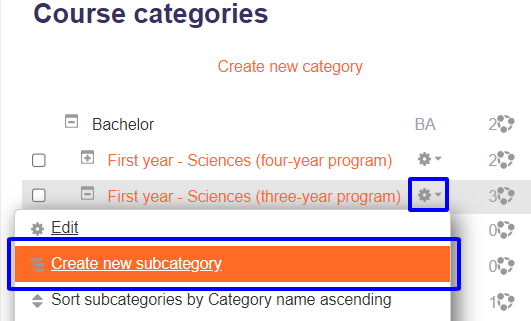 Course categories
Create new category
Bachelor BA 2
First year - Sciences (four-year program) 2
First year - Sciences (three-year program) 3
Edit 0
Create new subcategory 0
Sort subcategories by Category name ascending 1